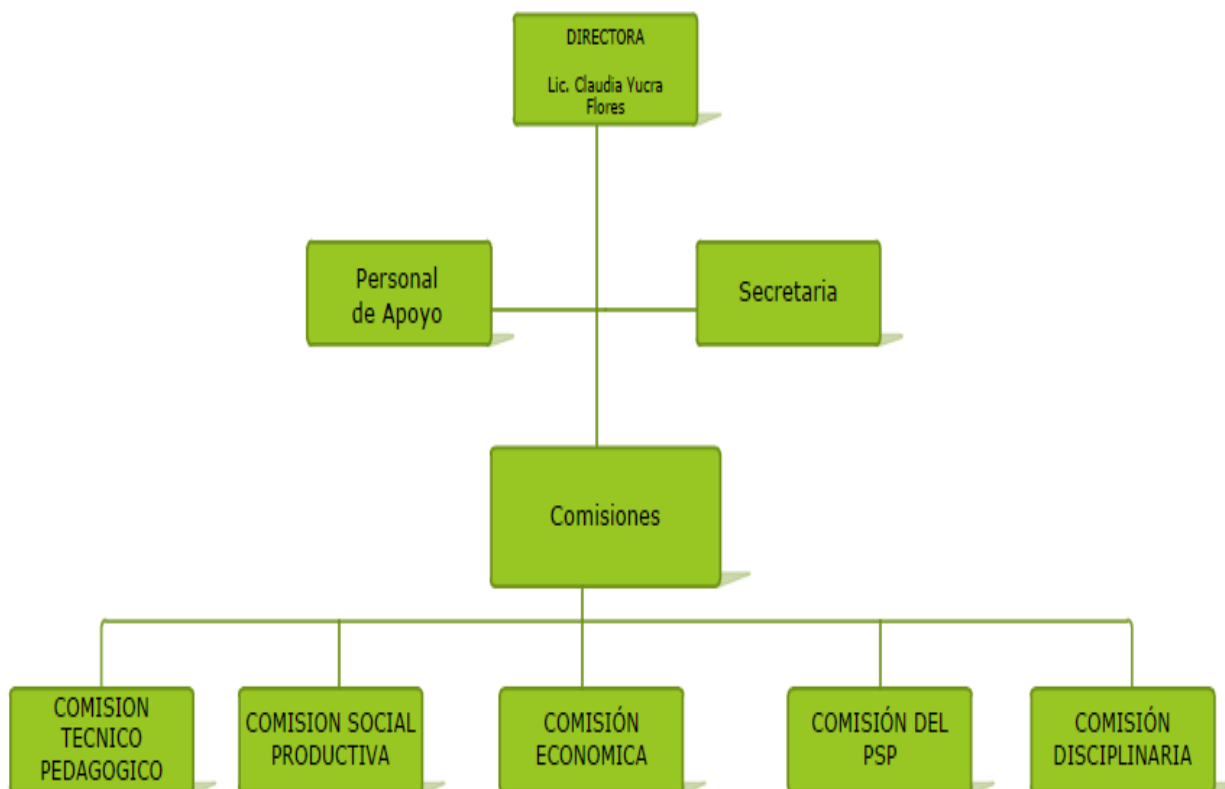 DIRECTORA
Lic. Claudia Yucra
Flores
Personal
de Apoyo
Secretaria
Comisiones
COMISION
TECNICO
PEDAGOGICO
COMISION SOCIAL
PRODUCTIVA
COMISIÓN
ECONOMICA
COMISIÓN DEL
PSP
COMISIÓN
DISCIPLINARIA